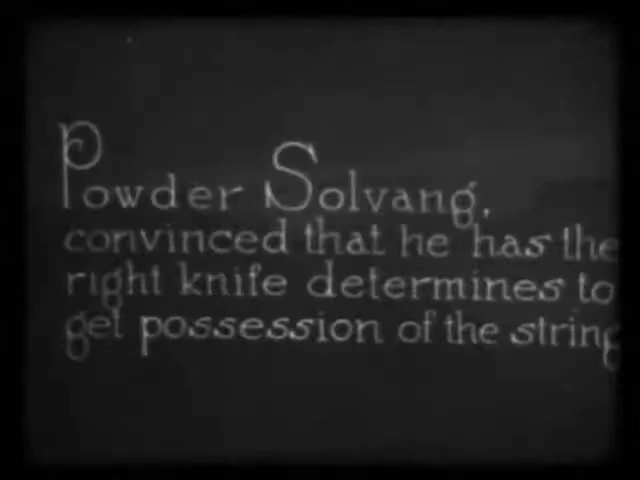 Powder Solvang,
convinced that he has the
right knife determines to
get possession of the string